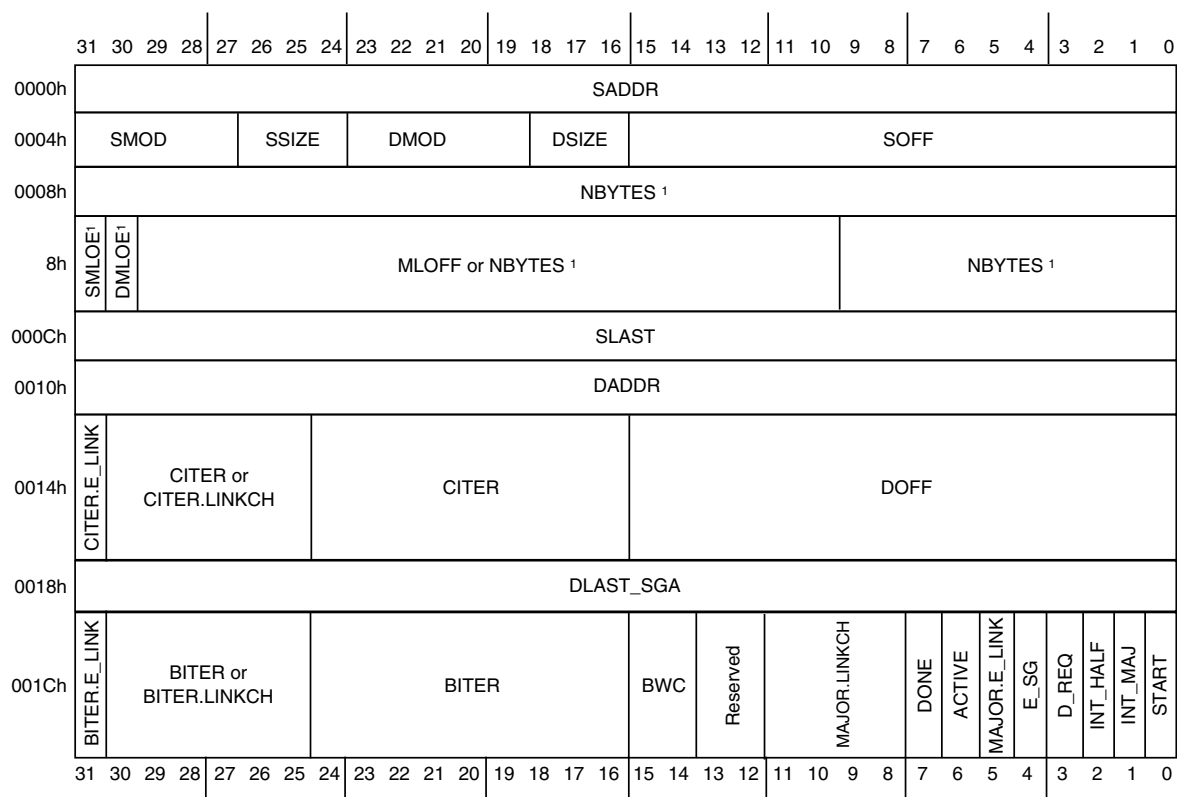 31 30 29 28 27 26 25 24 23 22 21 20 19 18 17 16 15 14 13 12 11 10 9 8 7 6 5 4 3 2 1 0
0000h SADDR
0004h SMOD SSIZE DMOD DSIZE SOFF
0008h NBYTES 1
8h SMLOE1 DMLOE1 MLOFF or NBYTES 1 NBYTES 1
000Ch SLAST
0010h DADDR
0014h CITER.E_LINK CITER or
CITER.LINKCH CITER DOFF
0018h DLAST_SGA
001Ch BITER.E_LINK BITER or
BITER.LINKCH BITER BWC Reserved MAJOR.LINKCH DONE ACTIVE MAJOR.E_LINK E_SG D_REQ INT_HALF INT_MAJ START
31 30 29 28 27 26 25 24 23 22 21 20 19 18 17 16 15 14 13 12 11 10 9 8 7 6 5 4 3 2 1 0